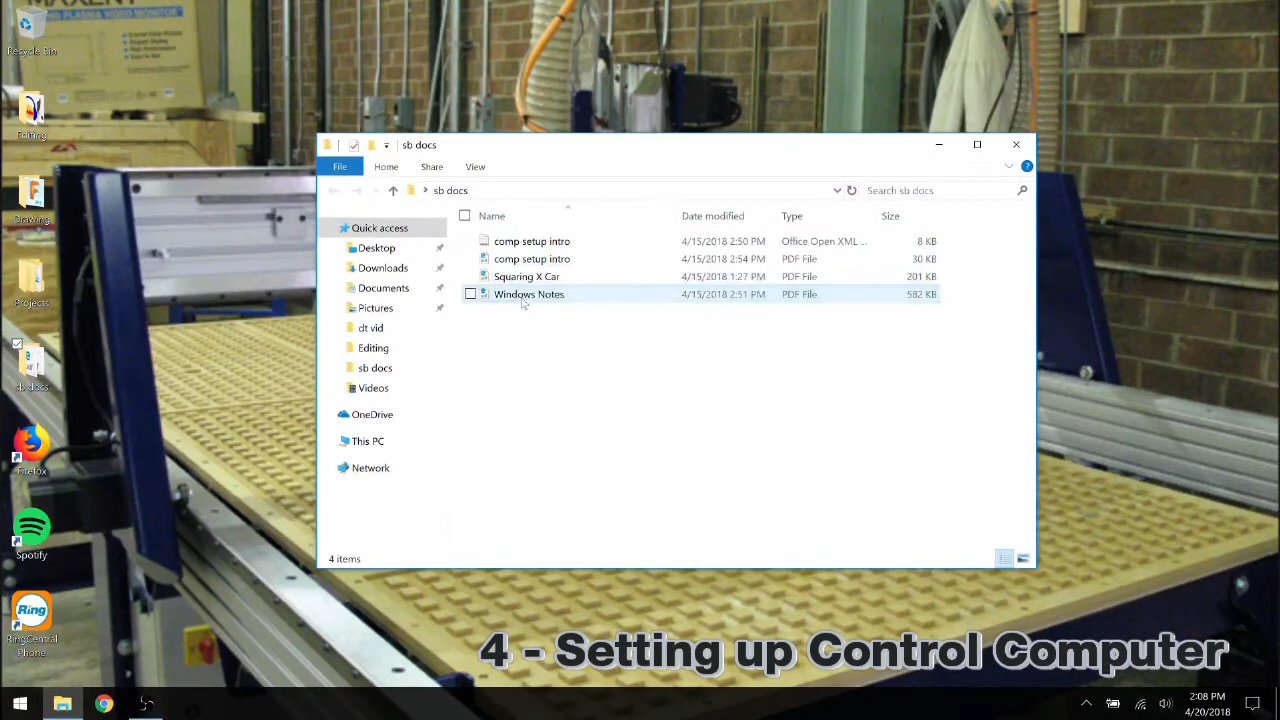 MAXENT
PLASMA VIDEO MONITOR
Recycle Bin
Editing
Drawing
Projects
sb docs
Firefox
Spotify
Ring
RingCentral
Phone
sb docs
File Home Share View
sb docs
Search sb docs
Name Date modified Type Size
comp setup intro 4/15/2018 2:50 PM Office Open XML ... 8 KB
comp setup intro 4/15/2018 2:54 PM PDF File 30 KB
Squaring X Car 4/15/2018 1:27 PM PDF File 201 KB
Windows Notes 4/15/2018 2:51 PM PDF File 582 KB
Quick access
Desktop
Downloads
Documents
Pictures
dt vid
Editing
sb docs
Videos
OneDrive
This PC
Network
4 items
4 - Setting up Control Computer
2:08 PM
4/20/2018